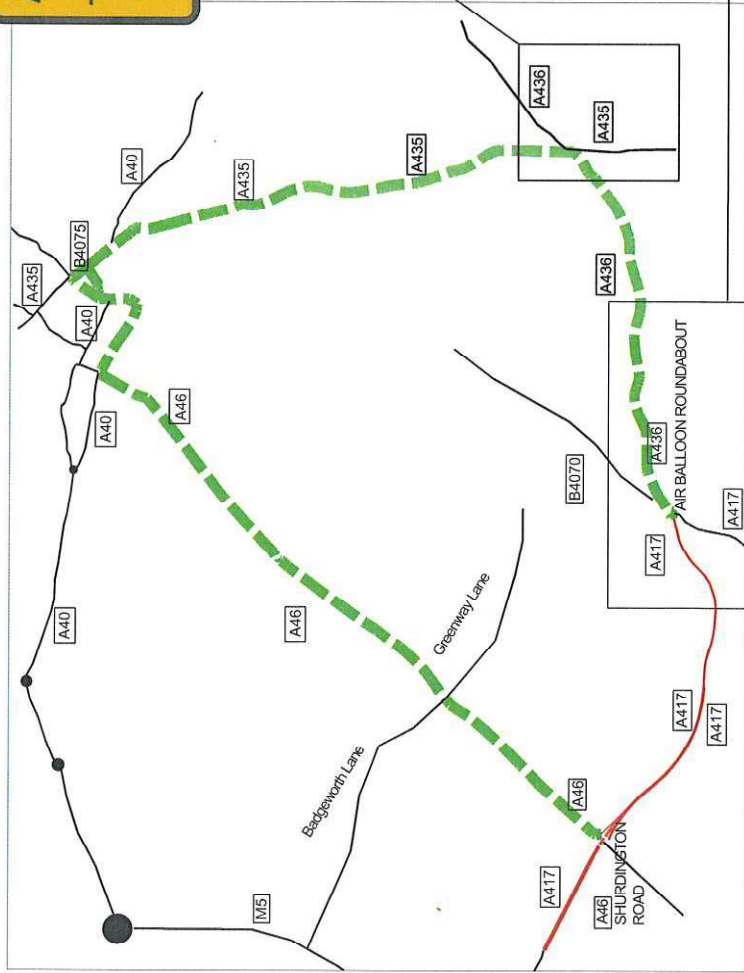 A435
B4075
A40
A40
A435
A40
A46
A435
A40
A46
A436
A435
A436
A436
AIR BALLOON ROUNDABOUT
B4070
A417
A417
Greenway Lane
Badgeworth Lane
A417
A417
A46
A417
A46
SHURDINGTON
ROAD
M5